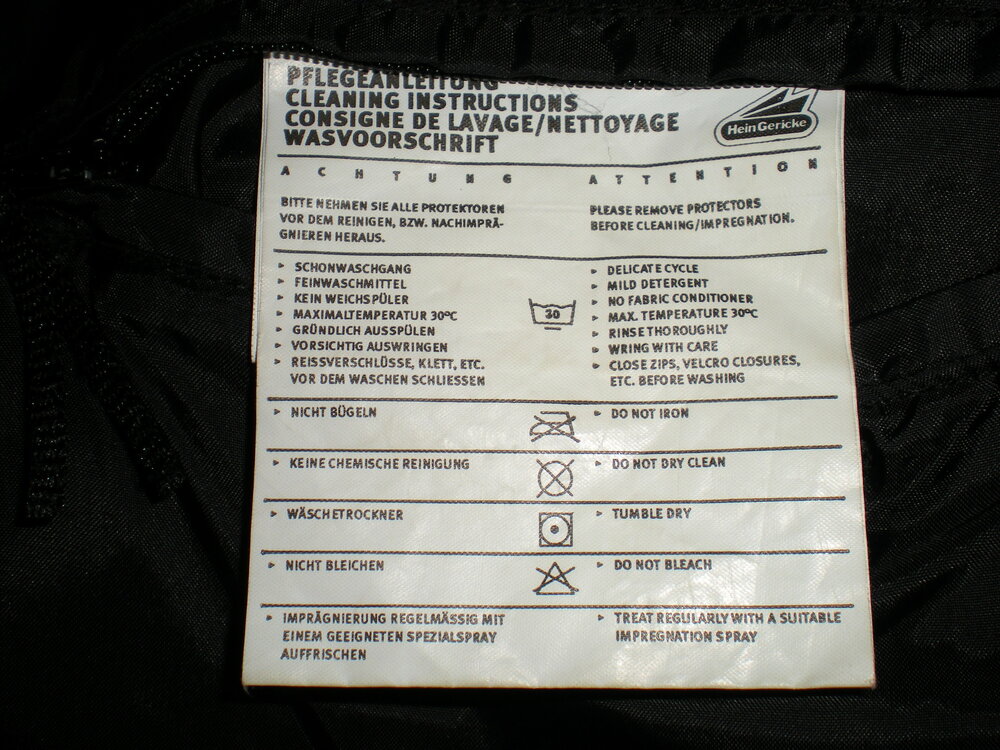 PFLEGEANLEITUNG
CLEANING INSTRUCTIONS
CONSIGNE DE LAVAGE/NETTOYAGE
WASVOORSCHRIFT
Hein Gericke
ACHTUNG
BITTE NEHMEN SIE ALLE PROTEKTOREN
VOR DEM REINIGEN, BZW. NACHIMPRÄ-
GNIEREN HERAUS.
ATTENTION
PLEASE REMOVE PROTECTORS
BEFORE CLEANING/IMPREGNATION.
▸ SCHONWASCHGANG
▸ FEINWASCHMITTEL
▸ KEIN WEICHSPÜLER
▸ MAXIMALTEMPERATUR 30°C
▸ GRÜNDLICH AUSSPÜLEN
▸ VORSICHTIG AUSWRINGEN
▸ REISSVERSCHLÜSSE, KLETT, ETC.
VOR DEM WASCHEN SCHLIESSEN
30
▸ DELICATE CYCLE
▸ MILD DETERGENT
▸ NO FABRIC CONDITIONER
▸ MAX. TEMPERATURE 30°C
▸ RINSE THOROUGHLY
▸ WRING WITH CARE
▸ CLOSE ZIPS, VELCRO CLOSURES,
ETC. BEFORE WASHING
▸ NICHT BÜGELN
▸ DO NOT IRON
▸ KEINE CHEMISCHE REINIGUNG
▸ DO NOT DRY CLEAN
▸ WÄSCHETROCKNER
▸ TUMBLE DRY
▸ NICHT BLEICHEN
▸ DO NOT BLEACH
▸ IMPRÄGNIERUNG REGELMÄSSIG MIT
EINEM GEEIGNETEN SPEZIALSPRAY
AUFFRISCHEN
▸ TREAT REGULARLY WITH A SUITABLE
IMPREGNATION SPRAY